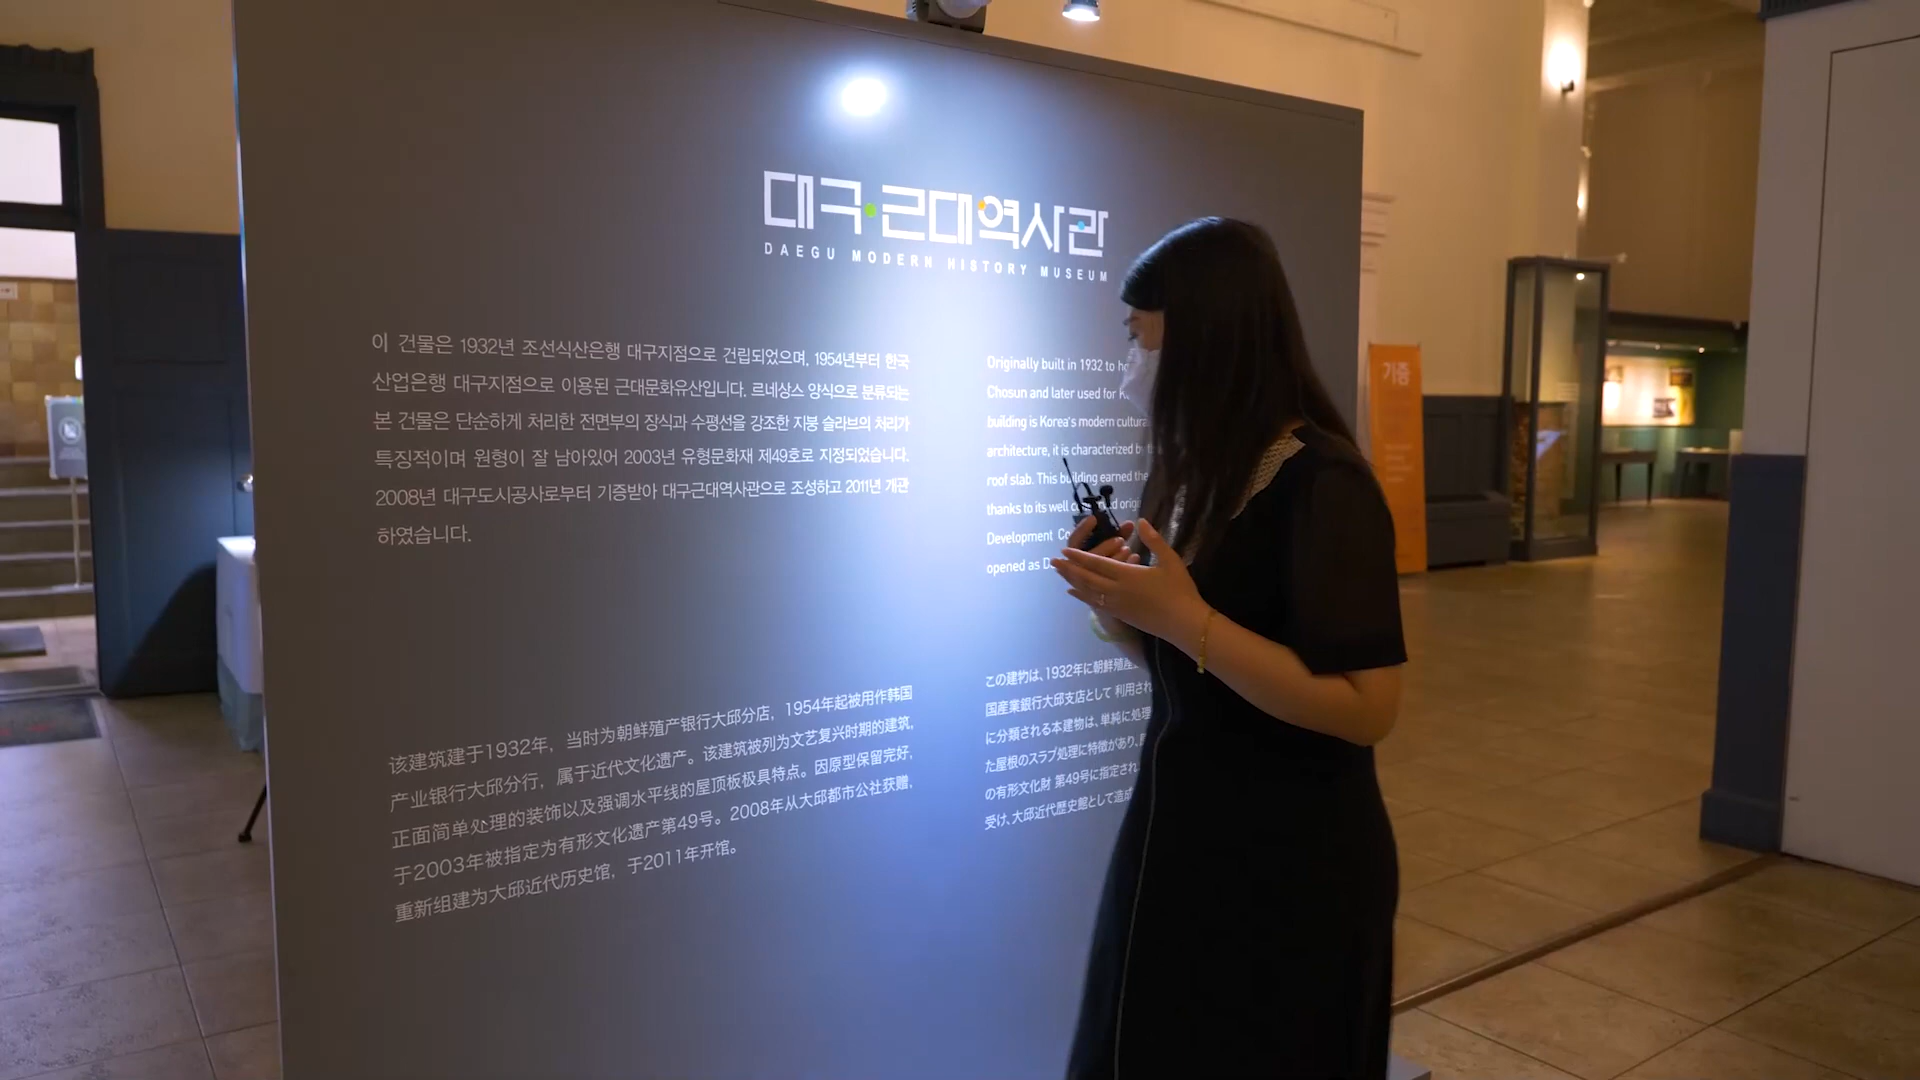 대구·근대역사관
DAEGU MODERN HISTORY MUSEUM
이 건물은 1932년 조선식산은행 대구지점으로 건립되었으며, 1954년부터 한국
산업은행 대구지점으로 이용된 근대문화유산입니다. 르네상스 양식으로 분류되는
본 건물은 단순하게 처리한 전면부의 장식과 수평선을 강조한 지붕 슬라브의 처리가
특징적이며 원형이 잘 남아있어 2003년 유형문화재 제49호로 지정되었습니다.
2008년 대구도시공사로부터 기증받아 대구근대역사관으로 조성하고 2011년 개관
하였습니다.
Originally built in 1932 to
Chosun and later used for
building is Korea's modern
architecture, it is characterized
roof slab. This building earned the
thanks to its well
Development
opened as
该建筑建于1932年，当时为朝鲜殖产银行大邱分店，1954年起被用作韩国
产业银行大邱分行，属于近代文化遗产。该建筑被列为文艺复兴时期的建筑，
正面简单处理的装饰以及强调水平线的屋顶板极具特点。因原型保留完好，
于2003年被指定为有形文化遗产第49号。2008年从大邱都市公社获赠，
重新组建为大邱近代历史馆，于2011年开馆。
この建物は、1932年に朝鮮殖産
国産業銀行大邱支店として 利用され
に分類される本建物は、単純に処理
た屋根のスラブ処理に特徴があり、
の有形文化財 第49号に指定され
受け、大邱近代歴史館として造成
기증